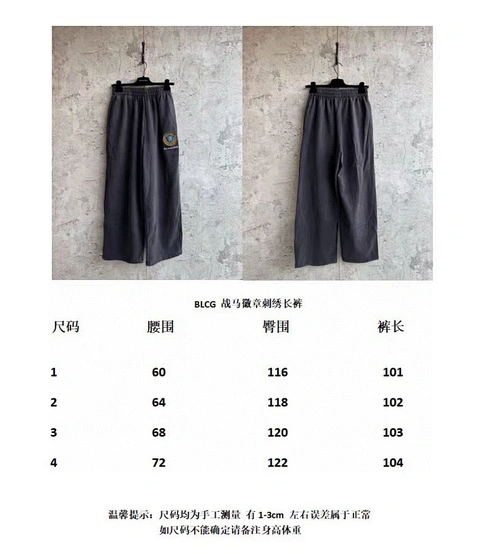 BLCG 战马徽章刺绣长裤
尺码 腰围 臀围 裤长
1 60 116 101
2 64 118 102
3 68 120 103
4 72 122 104
温馨提示：尺码均为手工测量 有1-3cm 左右误差属于正常
如尺码不能确定请备注身高体重